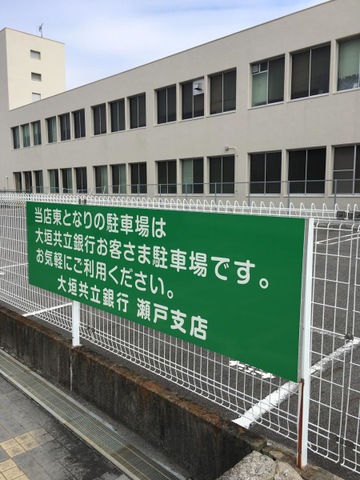 当店東となりの駐車場は
大垣共立銀行お客さま駐車場です。
お気軽にご利用ください。
大垣共立銀行 瀬戸支店